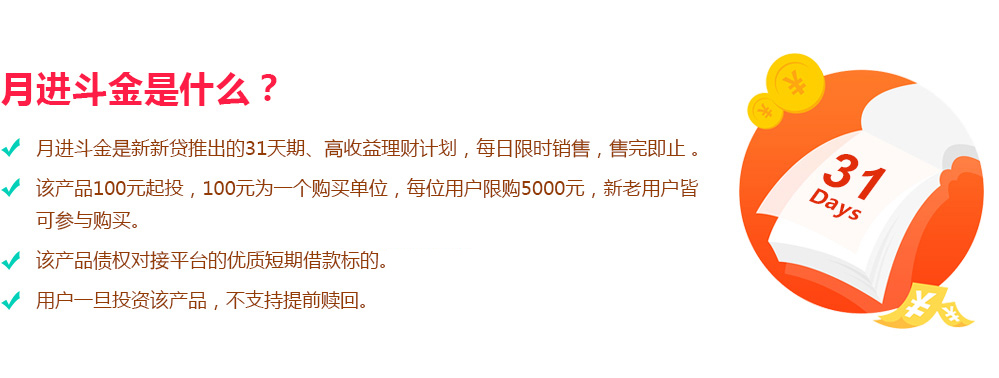 月进斗金是什么？
月进斗金是新新贷推出的31天期、高收益理财计划，每日限时销售，售完即止 。
该产品100元起投，100元为一个购买单位，每位用户限购5000元，新老用户皆
可参与购买。
该产品债权对接平台的优质短期借款标的。
用户一旦投资该产品，不支持提前赎回。
31
Days
¥
¥
¥
¥